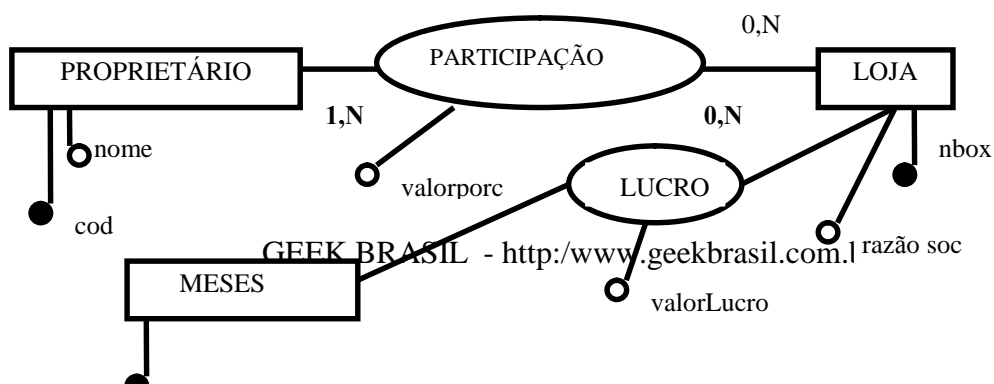 0,N
PROPRIETÁRIO
PARTICIPAÇÃO
LOJA
1,N
0,N
nome
nbox
valorporc
LUCRO
cod
GEEK BRASIL - http:/www.geekbrasil.com.
razão soc
MESES
valorLucro